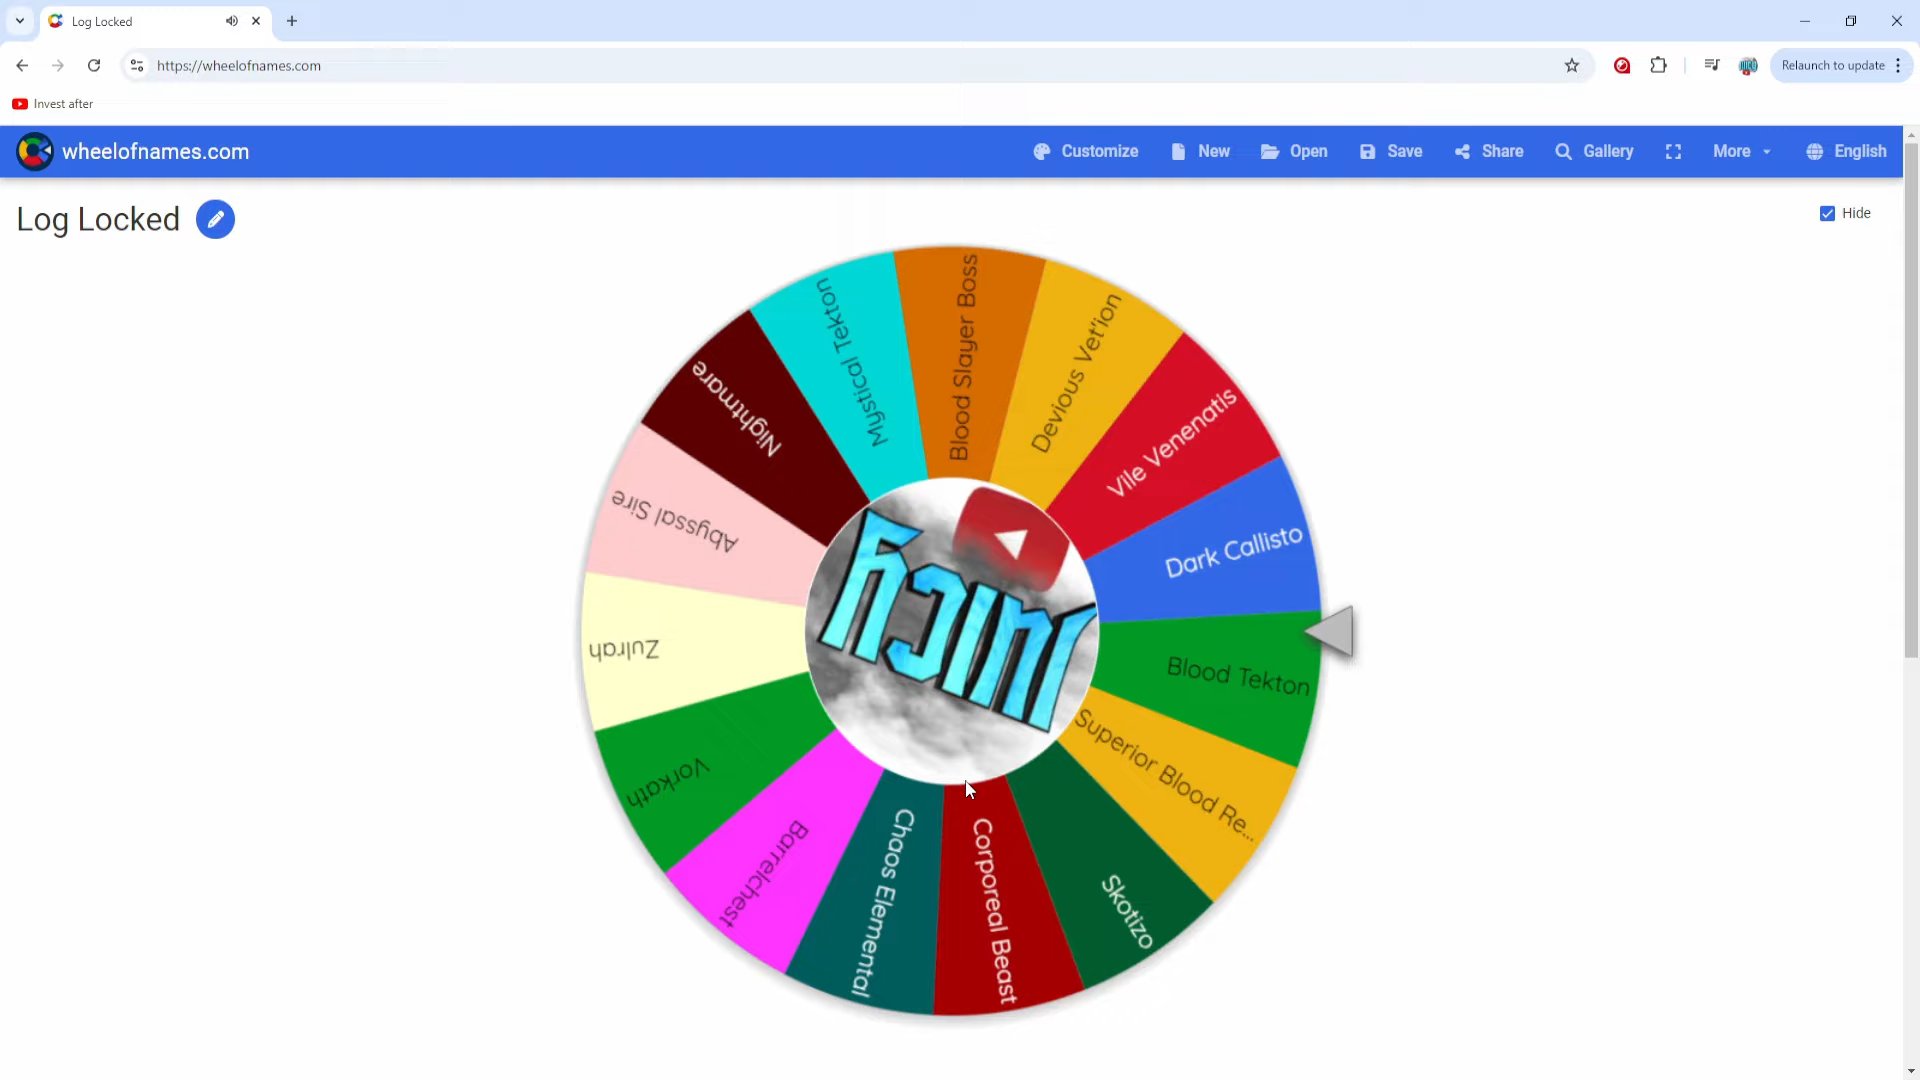 Log Locked
https://wheelofnames.com
Relaunch to update
Invest after
wheelofnames.com
Customize
New
Open
Save
Share
Gallery
More
English
Log Locked
Hide
Blood Slayer Boss
Devious Vet'ion
Vile Venenatis
Dark Callisto
Blood Tekton
Superior Blood Re...
Skotizo
Corporeal Beast
Chaos Elemental
Barrelchest
Vorkath
Zulrah
Abyssal Sire
Nightmare
Mystical Tekton